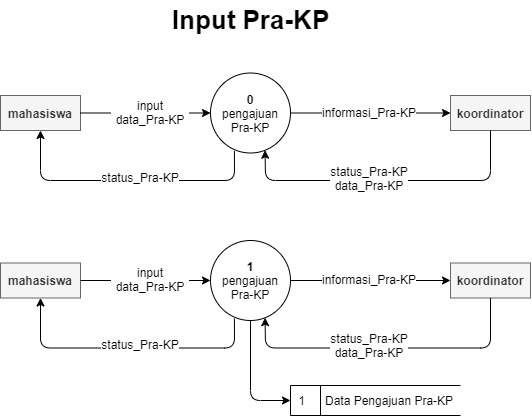 Input Pra-KP
0
pengajuan
Pra-KP
mahasiswa
input
data_Pra-KP
informasi_Pra-KP
koordinator
status_Pra-KP
status_Pra-KP
data_Pra-KP
1
pengajuan
Pra-KP
mahasiswa
input
data_Pra-KP
informasi_Pra-KP
koordinator
status_Pra-KP
status_Pra-KP
data_Pra-KP
1 Data Pengajuan Pra-KP